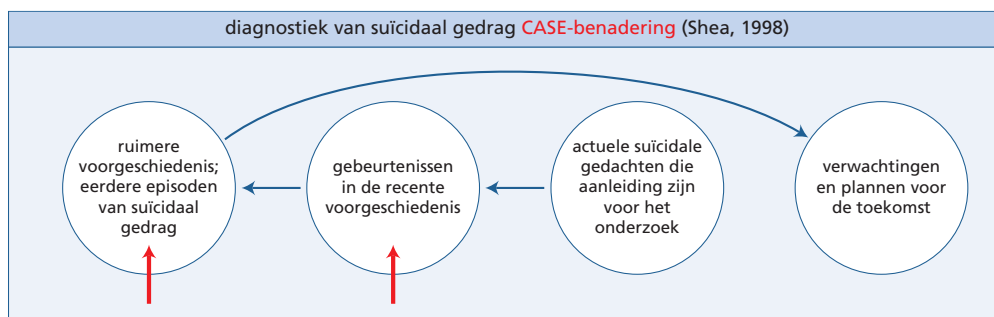 diagnostiek van suïcidaal gedrag CASE-benadering (Shea, 1998)
ruimere
voorgeschiedenis;
eerdere episoden
van suïcidaal
gedrag
gebeurtenissen
in de recente
voorgeschiedenis
actuele suïcidale
gedachten die
aanleiding zijn
voor het
onderzoek
verwachtingen
en plannen voor
de toekomst